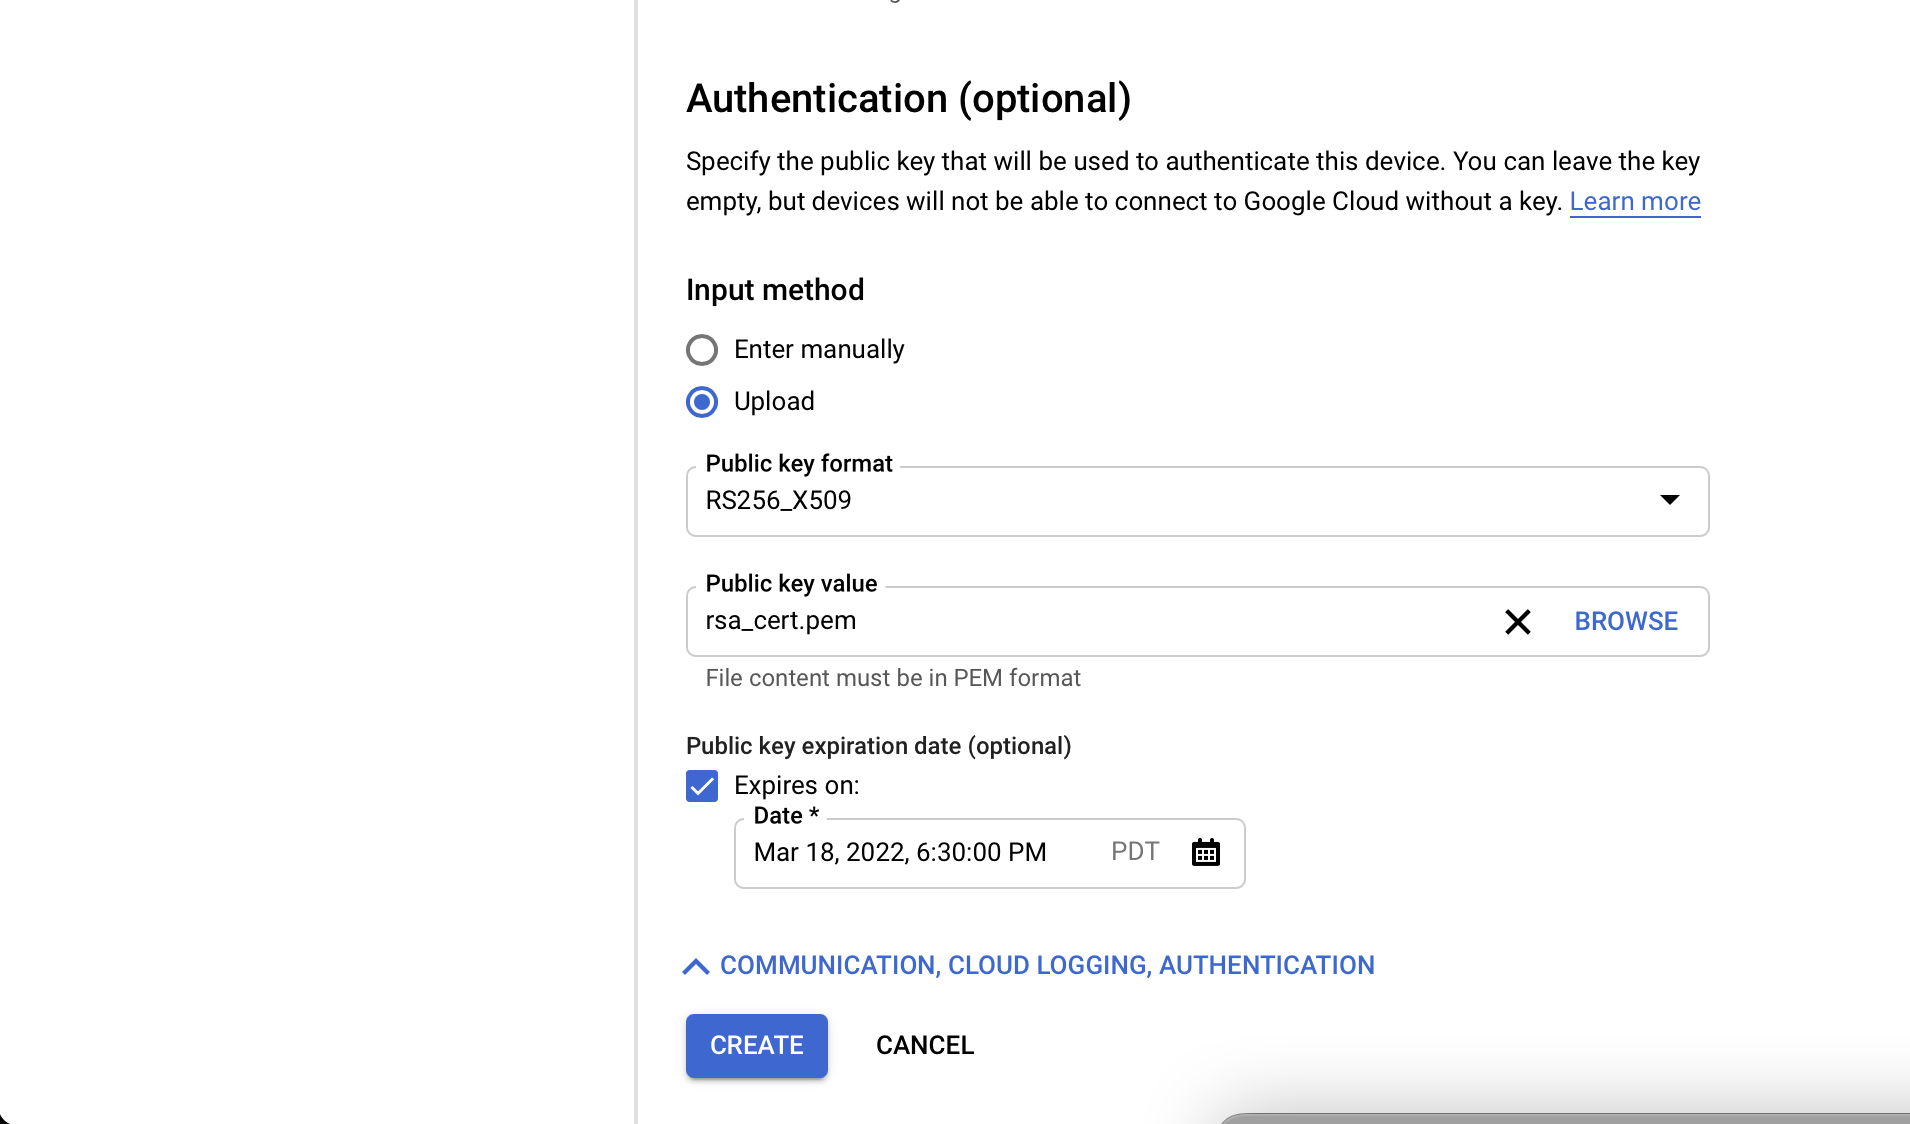 Authentication (optional)
Specify the public key that will be used to authenticate this device. You can leave the key
empty, but devices will not be able to connect to Google Cloud without a key. Learn more
Input method
Enter manually
Upload
Public key format
RS256_X509
Public key value
rsa_cert.pem
BROWSE
File content must be in PEM format
Public key expiration date (optional)
Expires on:
Date *
Mar 18, 2022, 6:30:00 PM PDT
COMMUNICATION, CLOUD LOGGING, AUTHENTICATION
CREATE CANCEL